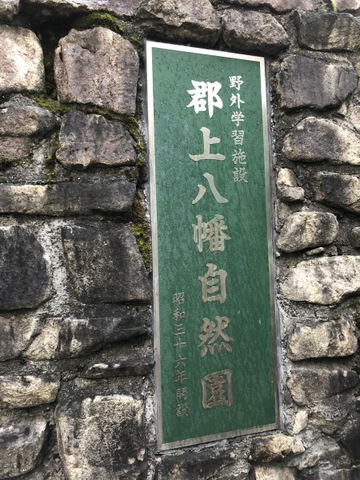 野外学習施設
郡上八幡自然園
昭和三十六年開設